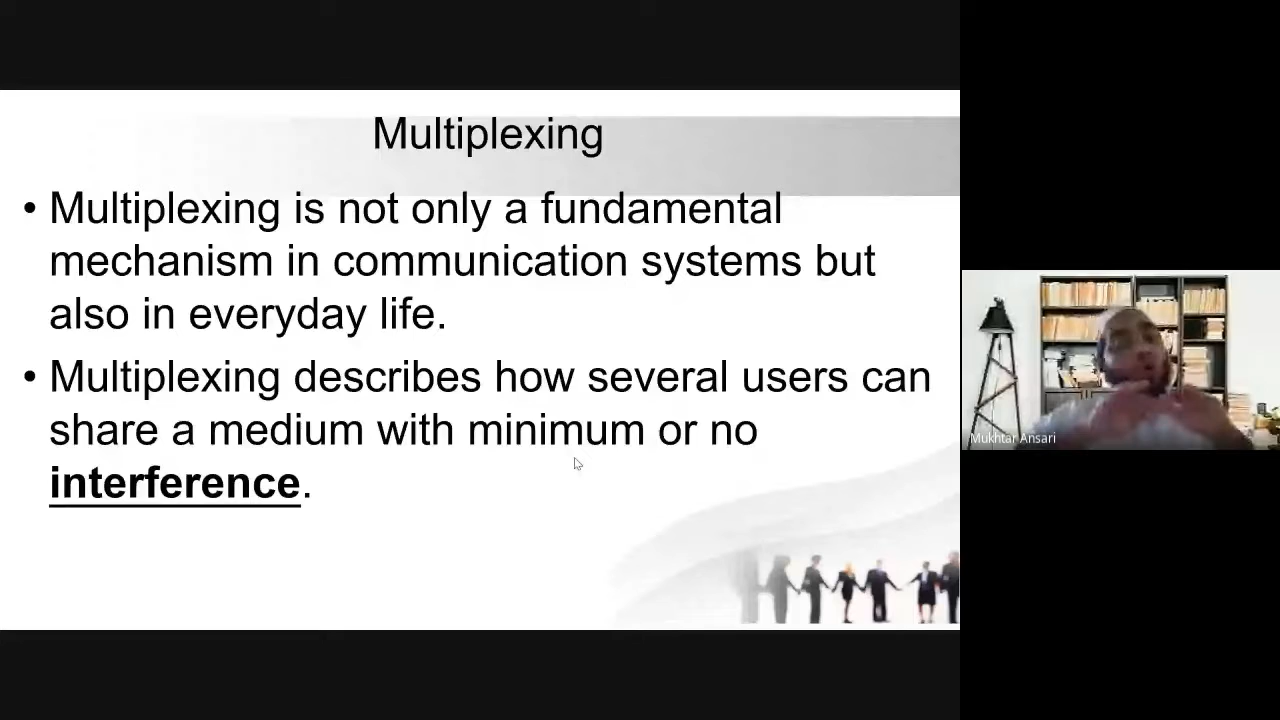 Multiplexing
• Multiplexing is not only a fundamental
mechanism in communication systems but
also in everyday life.
• Multiplexing describes how several users can
share a medium with minimum or no
interference.
Mukhtar Ansari